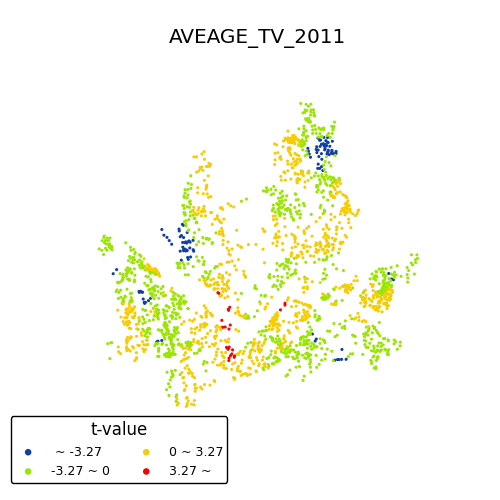 AVEAGE_TV_2011
t-value
~ -3.27
0 ~ 3.27
-3.27 ~ 0
3.27 ~